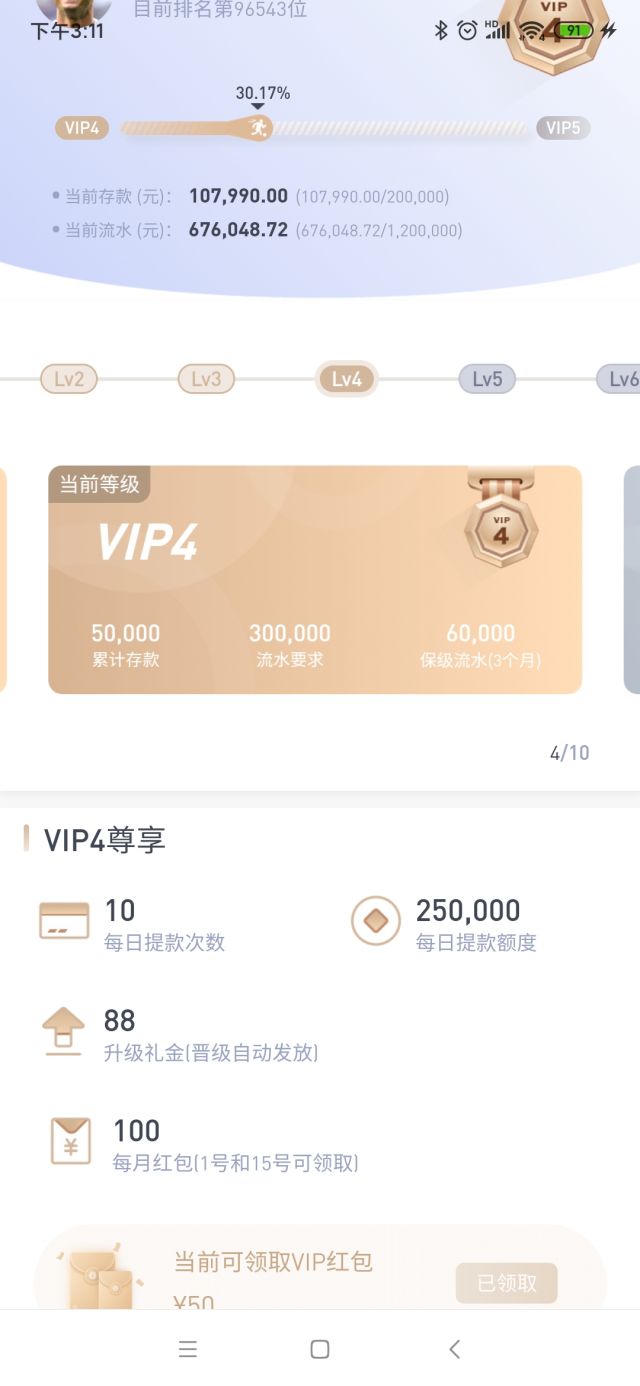 目前排名第96543位
下午3:11
HD
91
VIP
4
30.17%
VIP4
VIP5
当前存款 (元)： 107,990.00 (107,990.00/200,000)
当前流水 (元)： 676,048.72 (676,048.72/1,200,000)
Lv2 Lv3 Lv4 Lv5 Lv6
当前等级
VIP4
VIP
4
50,000 300,000 60,000
累计存款 流水要求 保级流水(3个月)
4/10
VIP4尊享
10
每日提款次数
250,000
每日提款额度
88
升级礼金(晋级自动发放)
100
每月红包(1号和15号可领取)
当前可领取VIP红包
已领取
¥50